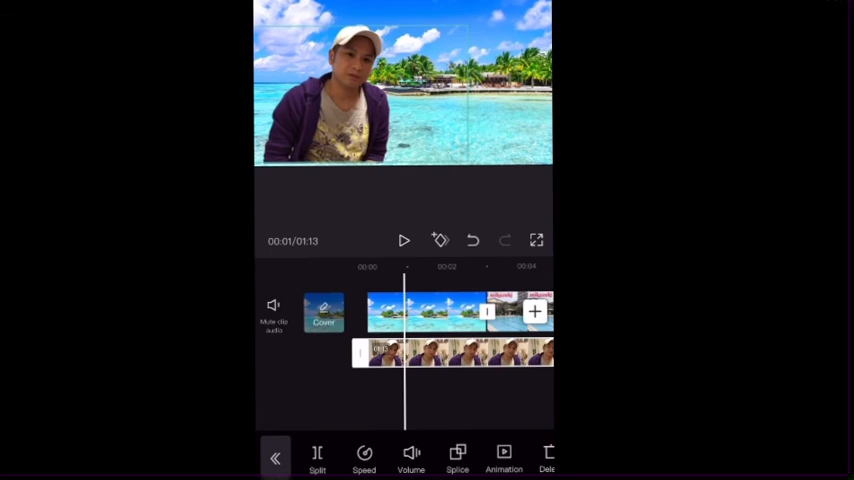 00:01/01:13
00:00
00:02
00:04
Mute clip
audio
Cover
Split
Speed
Volume
Splice
Animation
Dele